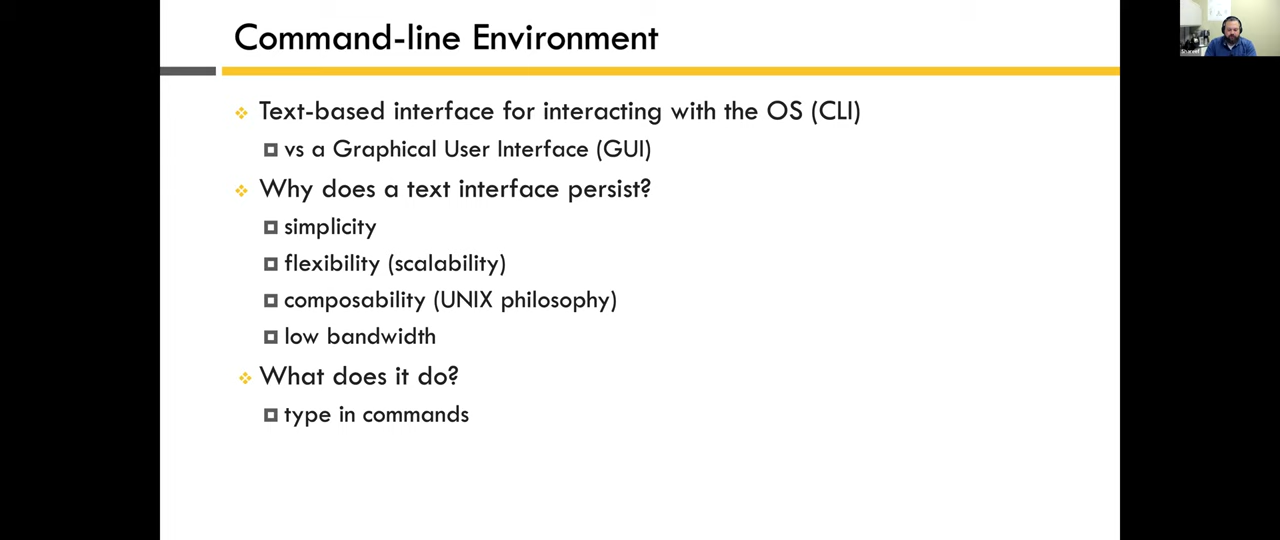 Command-line Environment
Text-based interface for interacting with the OS (CLI)
vs a Graphical User Interface (GUI)
Why does a text interface persist?
simplicity
flexibility (scalability)
composability (UNIX philosophy)
low bandwidth
What does it do?
type in commands